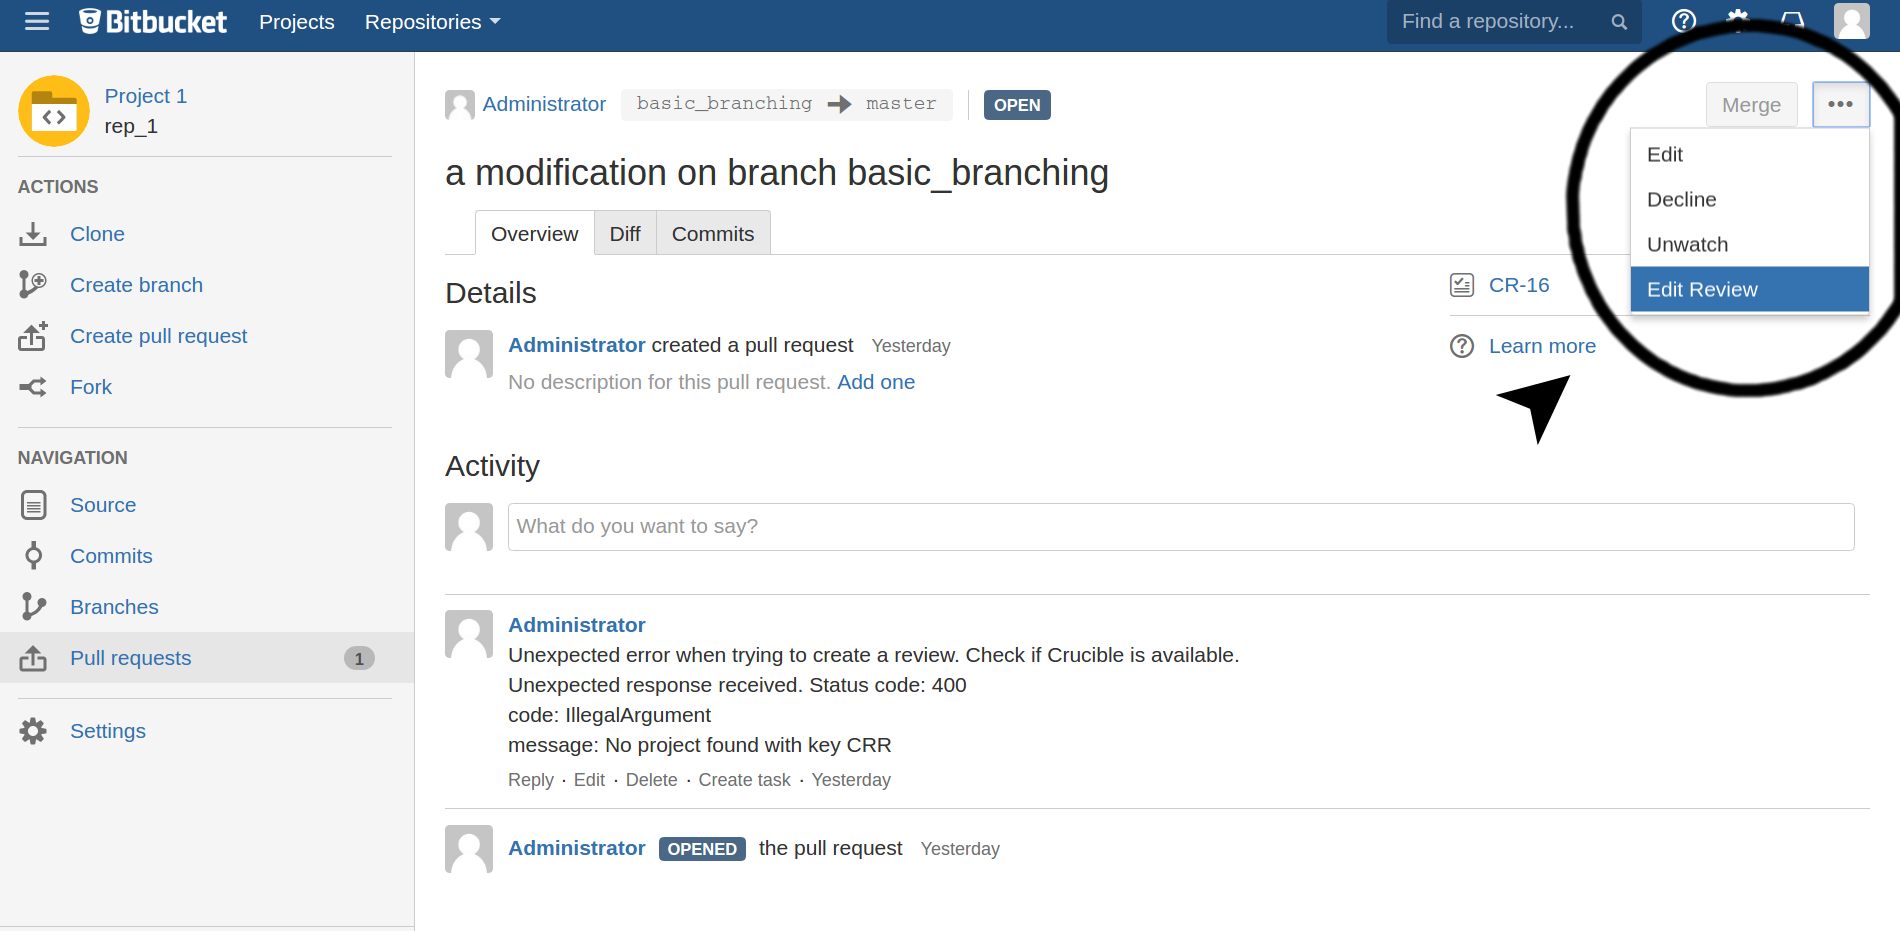 Bitbucket Projects Repositories Find a repository...
Project 1
rep_1
ACTIONS
Clone
Create branch
Create pull request
Fork
NAVIGATION
Source
Commits
Branches
Pull requests 1
Settings
Administrator basic_branching master OPEN
Merge
Edit
Decline
Unwatch
Edit Review
a modification on branch basic_branching
Overview Diff Commits
Details
Administrator created a pull request Yesterday
No description for this pull request. Add one
CR-16
Learn more
Activity
What do you want to say?
Administrator
Unexpected error when trying to create a review. Check if Crucible is available.
Unexpected response received. Status code: 400
code: IllegalArgument
message: No project found with key CRR
Reply · Edit · Delete · Create task · Yesterday
Administrator OPENED the pull request Yesterday